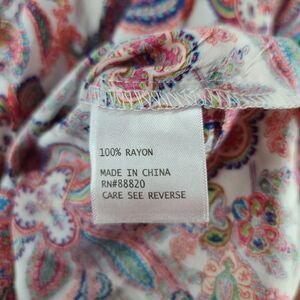 100% RAYON
MADE IN CHINA
RN#88820
CARE SEE REVERSE